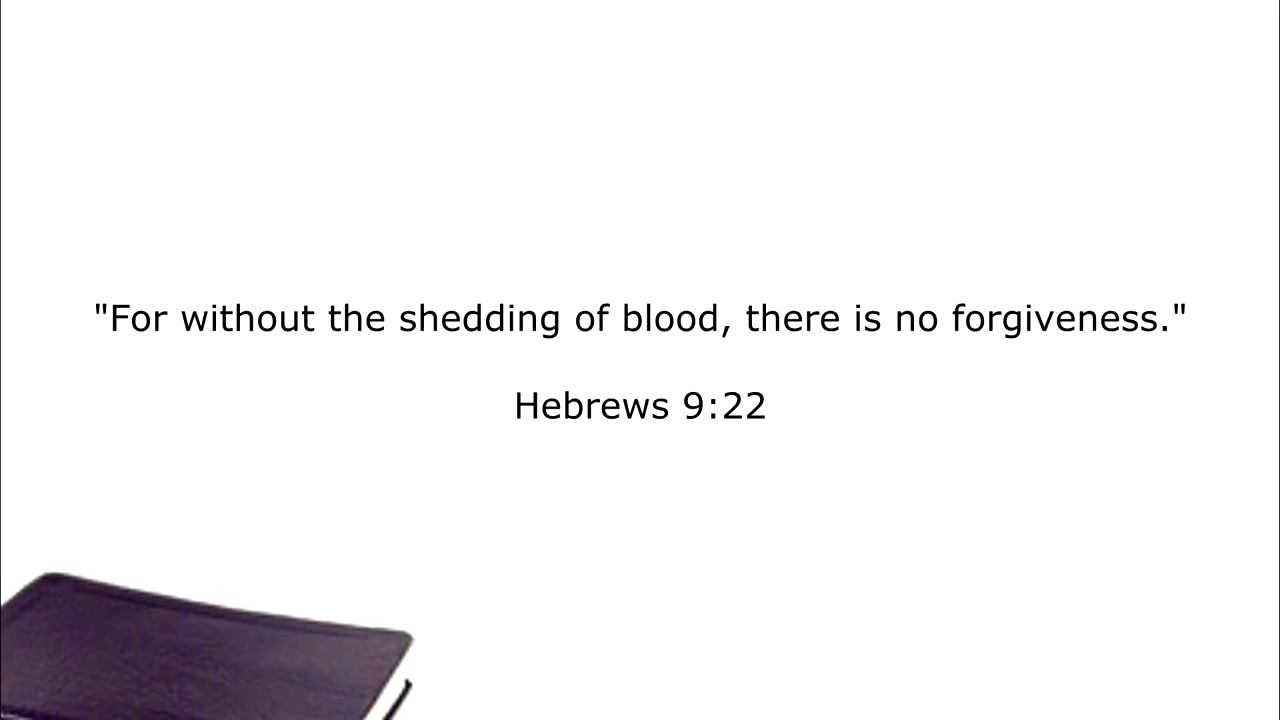 "For without the shedding of blood, there is no forgiveness."
Hebrews 9:22